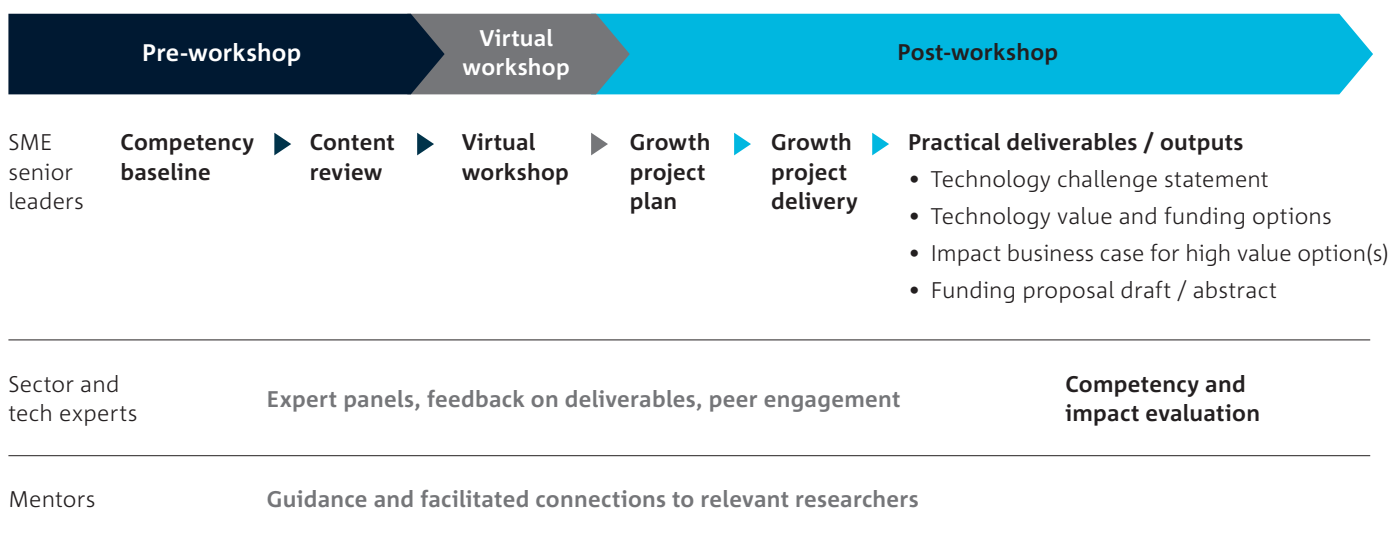 Pre-workshop
Virtual
workshop
Post-workshop
SME
senior
leaders
Competency
baseline
Content
review
Virtual
workshop
Growth
project
plan
Growth
project
delivery
Practical deliverables / outputs
• Technology challenge statement
• Technology value and funding options
• Impact business case for high value option(s)
• Funding proposal draft / abstract
Sector and
tech experts
Expert panels, feedback on deliverables, peer engagement
Competency and
impact evaluation
Mentors
Guidance and facilitated connections to relevant researchers